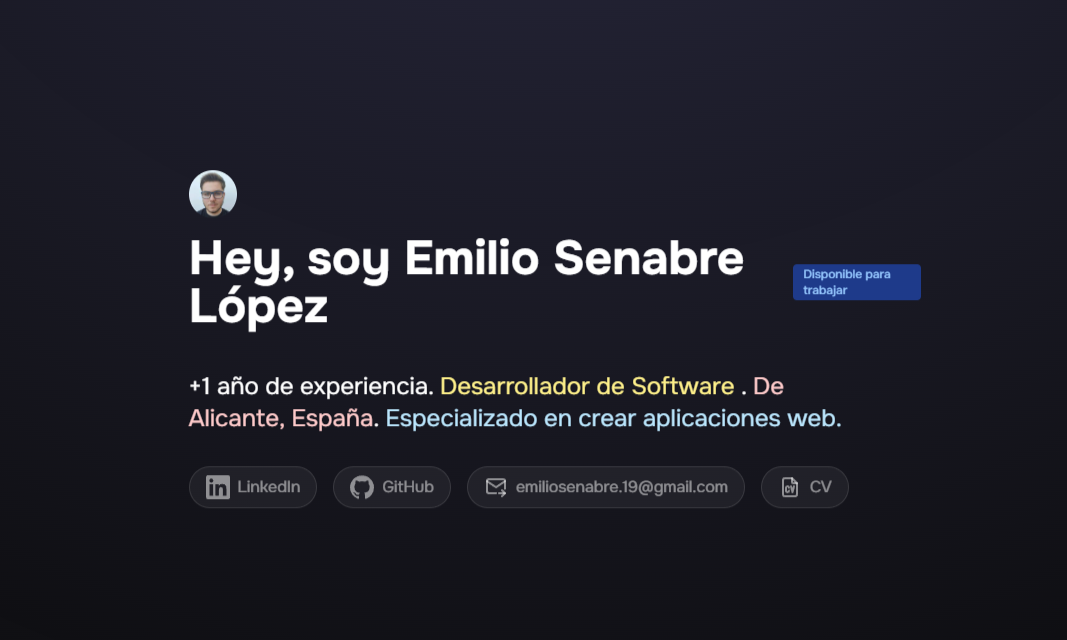 Hey, soy Emilio Senabre
López
Disponible para
trabajar
+1 año de experiencia. Desarrollador de Software . De
Alicante, España. Especializado en crear aplicaciones web.
LinkedIn
GitHub
emiliosenabre.19@gmail.com
CV